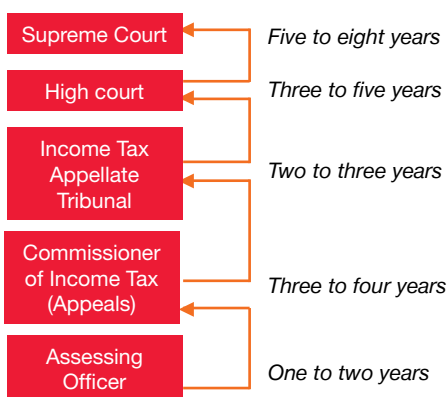 Supreme Court
Five to eight years
High court
Three to five years
Income Tax
Appellate
Tribunal
Two to three years
Commissioner
of Income Tax
(Appeals)
Three to four years
Assessing
Officer
One to two years